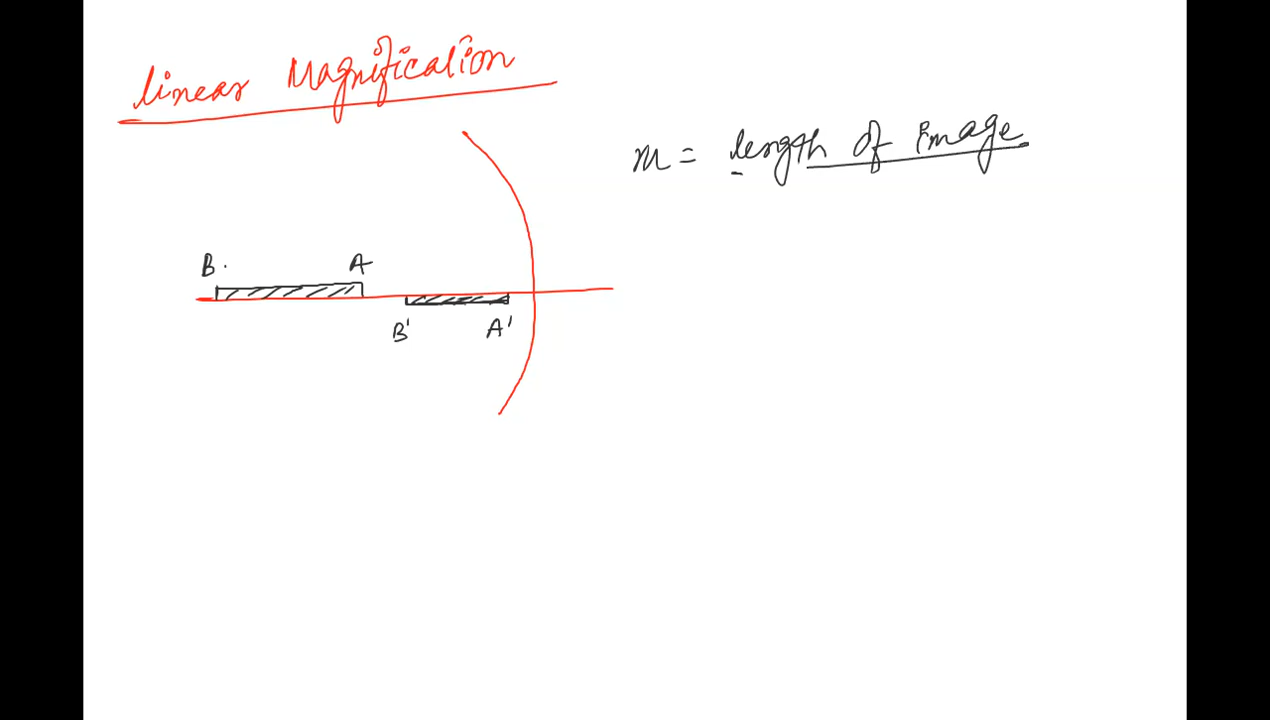 linear Magnification
m = length of Image
B. A
B' A'